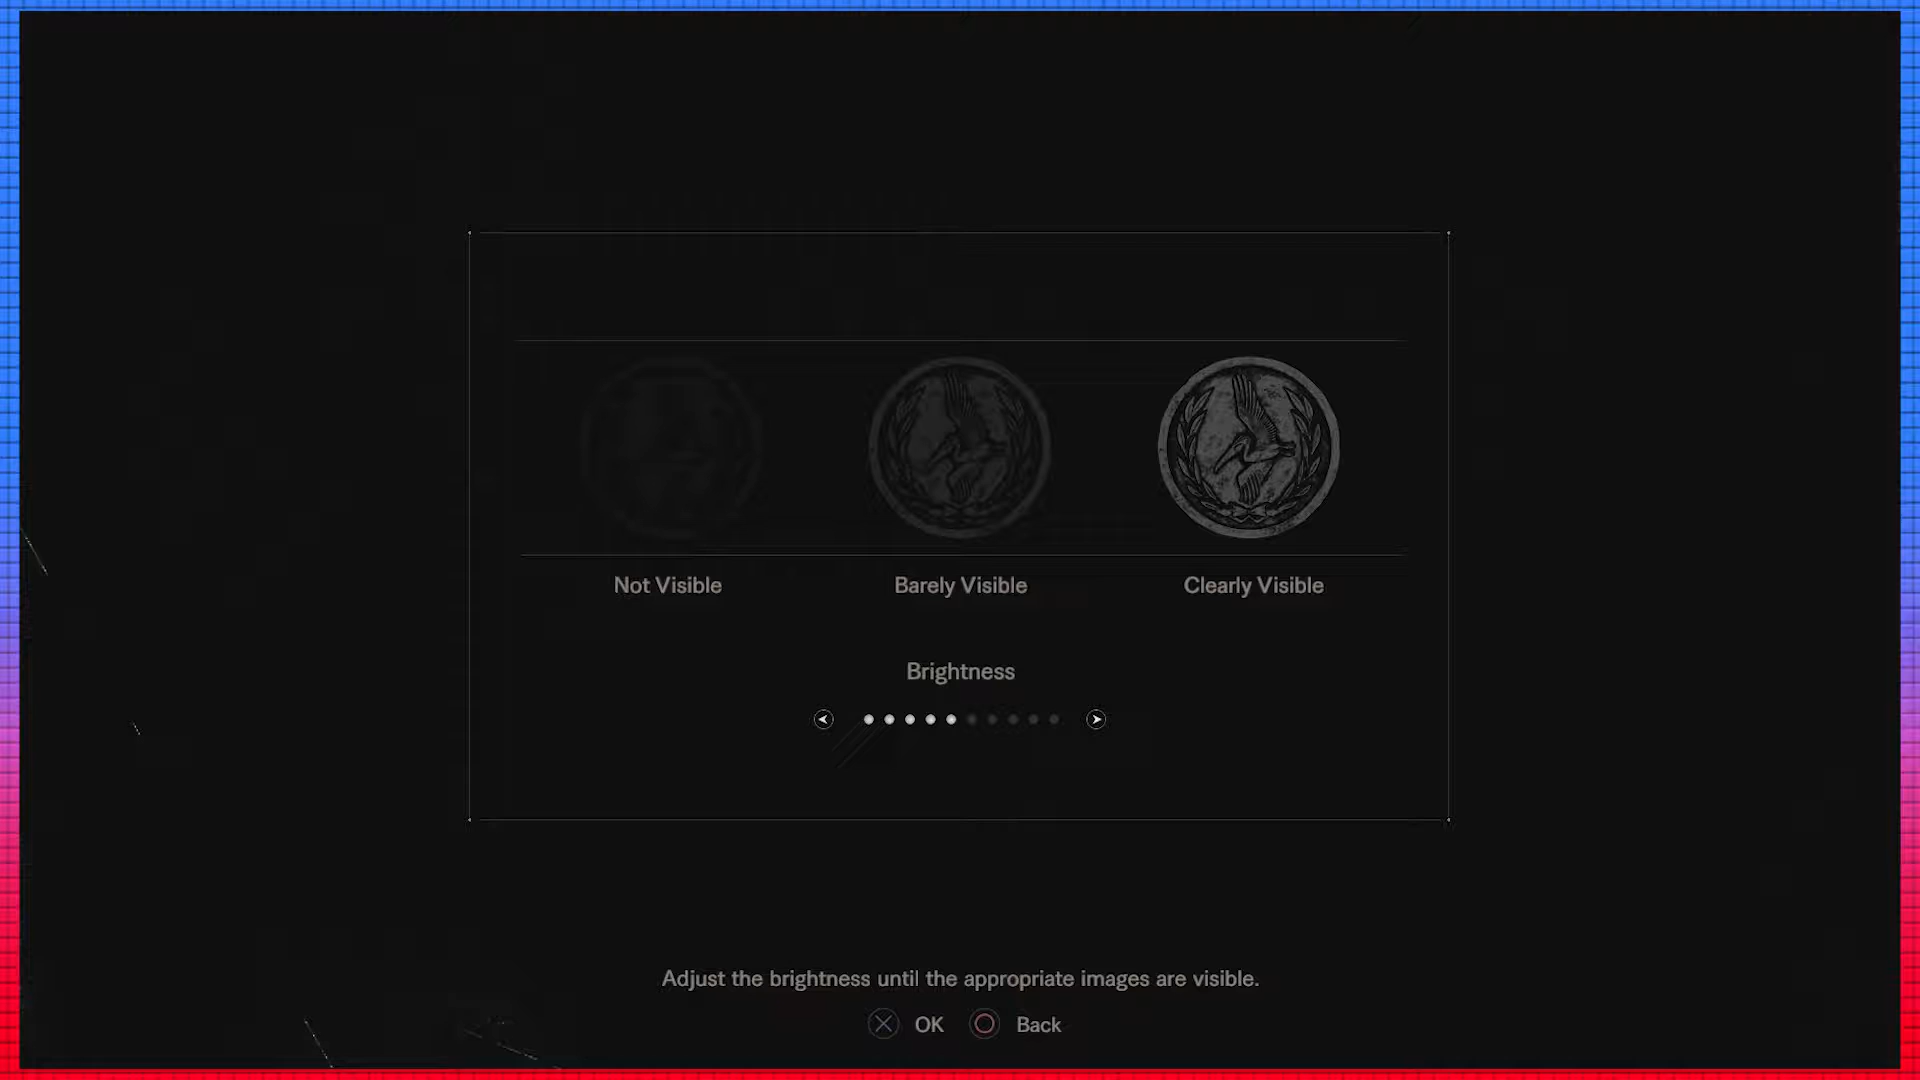 Not Visible
Barely Visible
Clearly Visible
Brightness
Adjust the brightness until the appropriate images are visible.
OK
Back